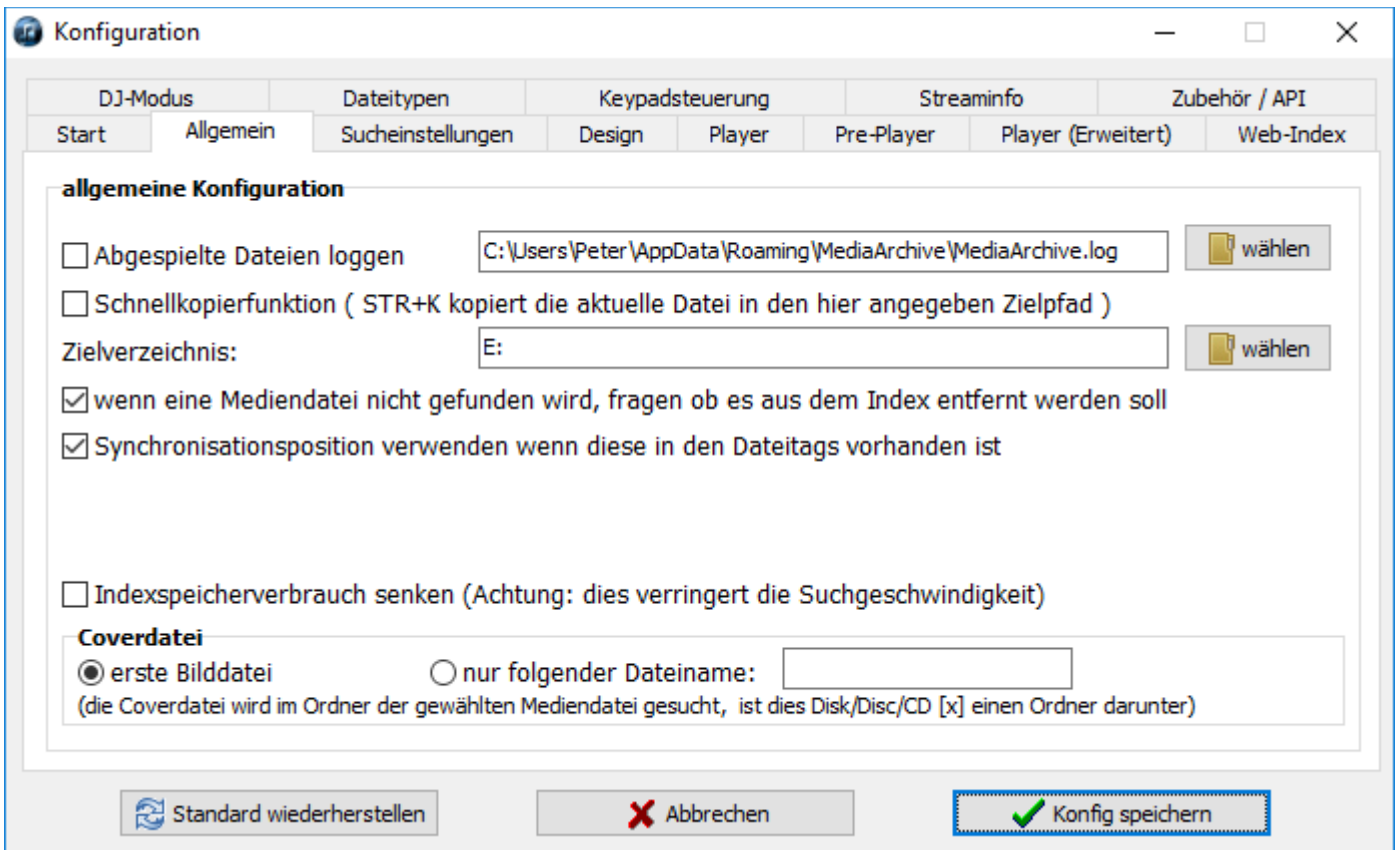 Konfiguration
DJ-Modus Dateitypen Keypadsteuerung Streaminfo Zubehör / API
Start Allgemein Sucheinstellungen Design Player Pre-Player Player (Erweitert) Web-Index
allgemeine Konfiguration
Abgespielte Dateien loggen C:\Users\Peter\AppData\Roaming\MediaArchive\MediaArchive.log wählen
Schnellkopierfunktion ( STR+K kopiert die aktuelle Datei in den hier angegeben Zielpfad )
Zielverzeichnis: E: wählen
wenn eine Mediendatei nicht gefunden wird, fragen ob es aus dem Index entfernt werden soll
Synchronisationsposition verwenden wenn diese in den Dateitags vorhanden ist
Indexspeicherverbrauch senken (Achtung: dies verringert die Suchgeschwindigkeit)
Coverdatei
erste Bilddatei nur folgender Dateiname:
(die Coverdatei wird im Ordner der gewählten Mediendatei gesucht, ist dies Disk/Disc/CD [x] einen Ordner darunter)
Standard wiederherstellen Abbrechen Konfig speichern